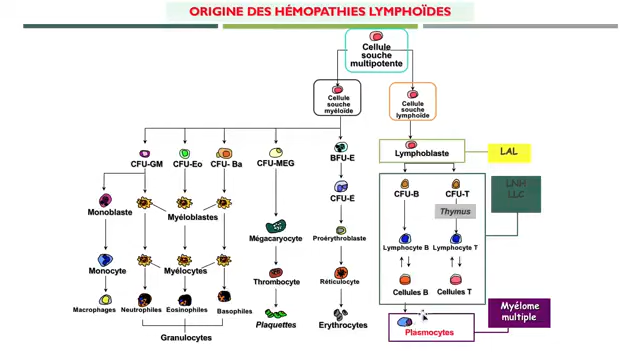 ORIGINE DES HÉMOPATHIES LYMPHOÏDES
Cellule
souche
multipotente
Cellule
souche
myéloïde
Cellule
souche
lymphoïde
Lymphoblaste
LAL
CFU-GM
CFU-Eo
CFU- Ba
CFU-MEG
BFU-E
CFU-E
CFU-B
CFU-T
LNH
LLC
Thymus
Monoblaste
Myéloblastes
Mégacaryocyte
Proérythroblaste
Lymphocyte B
Lymphocyte T
Monocyte
Myélocytes
Thrombocyte
Réticulocyte
Cellules B
Cellules T
Macrophages
Neutrophiles
Eosinophiles
Basophiles
Plaquettes
Erythrocytes
Plasmocytes
Myélome
multiple
Granulocytes